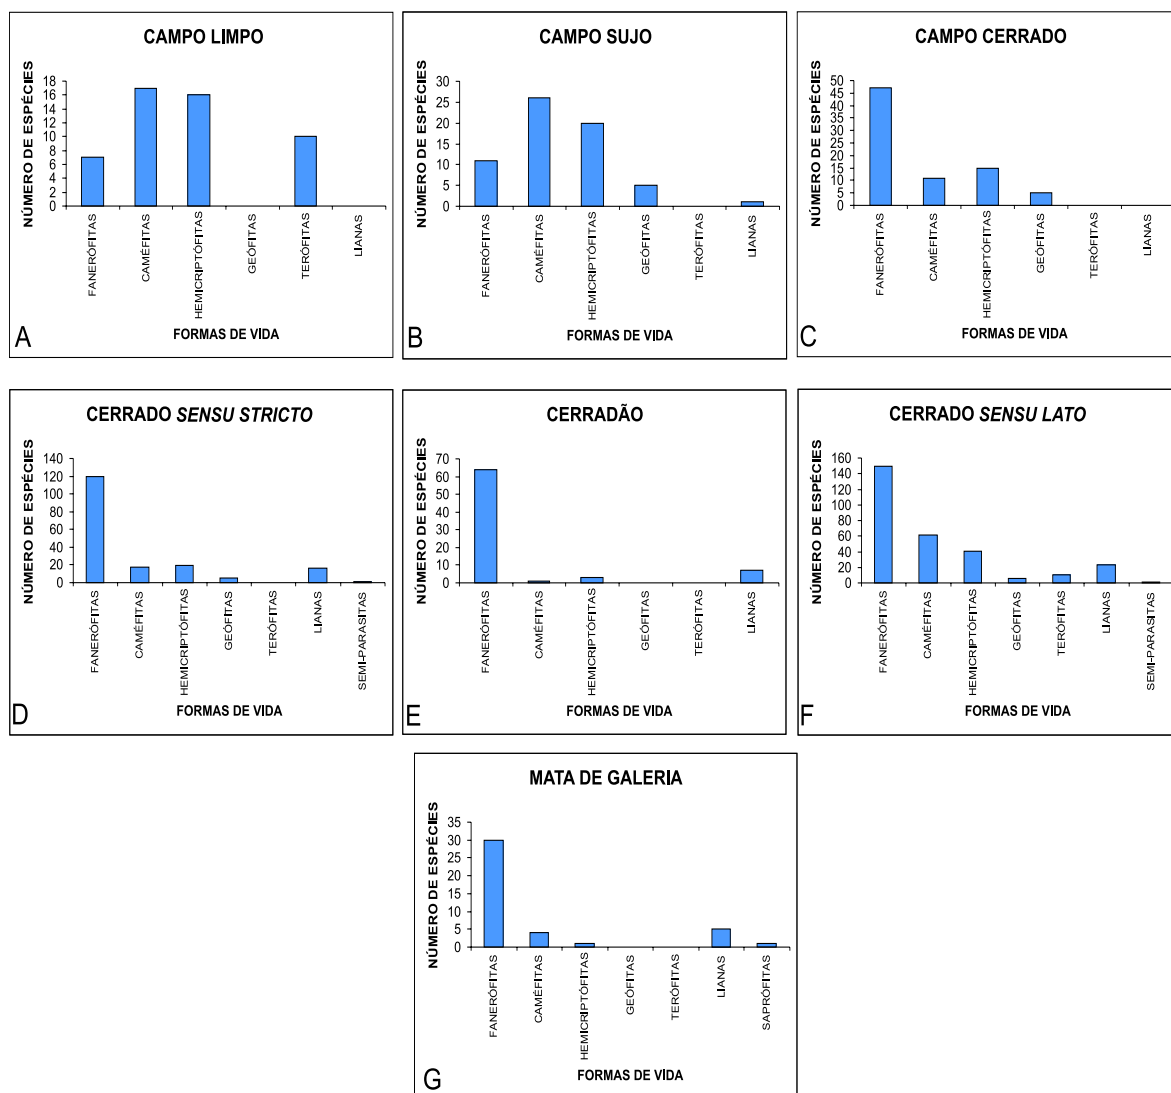 CAMPO LIMPO
NÚMERO DE ESPÉCIES
18
16
14
12
10
8
6
4
2
0
FANERÓFITAS
CAMÉFITAS
HEMICRIPTÓFITAS
GEÓFITAS
TERÓFITAS
LIANAS
FORMAS DE VIDA
A
CAMPO SUJO
NÚMERO DE ESPÉCIES
30
25
20
15
10
5
0
FANERÓFITAS
CAMÉFITAS
HEMICRIPTÓFITAS
GEÓFITAS
TERÓFITAS
LIANAS
FORMAS DE VIDA
B
CAMPO CERRADO
NÚMERO DE ESPÉCIES
50
45
40
35
30
25
20
15
10
5
0
FANERÓFITAS
CAMÉFITAS
HEMICRIPTÓFITAS
GEÓFITAS
TERÓFITAS
LIANAS
FORMAS DE VIDA
C
CERRADO SENSU STRICTO
NÚMERO DE ESPÉCIES
140
120
100
80
60
40
20
0
FANERÓFITAS
CAMÉFITAS
HEMICRIPTÓFITAS
GEÓFITAS
TERÓFITAS
LIANAS
SEMI-PARASITAS
FORMAS DE VIDA
D
CERRADÃO
NÚMERO DE ESPÉCIES
70
60
50
40
30
20
10
0
FANERÓFITAS
CAMÉFITAS
HEMICRIPTÓFITAS
GEÓFITAS
TERÓFITAS
LIANAS
FORMAS DE VIDA
E
CERRADO SENSU LATO
NÚMERO DE ESPÉCIES
160
140
120
100
80
60
40
20
0
FANERÓFITAS
CAMÉFITAS
HEMICRIPTÓFITAS
GEÓFITAS
TERÓFITAS
LIANAS
SEMI-PARASITAS
FORMAS DE VIDA
F
MATA DE GALERIA
NÚMERO DE ESPÉCIES
35
30
25
20
15
10
5
0
FANERÓFITAS
CAMÉFITAS
HEMICRIPTÓFITAS
GEÓFITAS
TERÓFITAS
LIANAS
SAPRÓFITAS
FORMAS DE VIDA
G